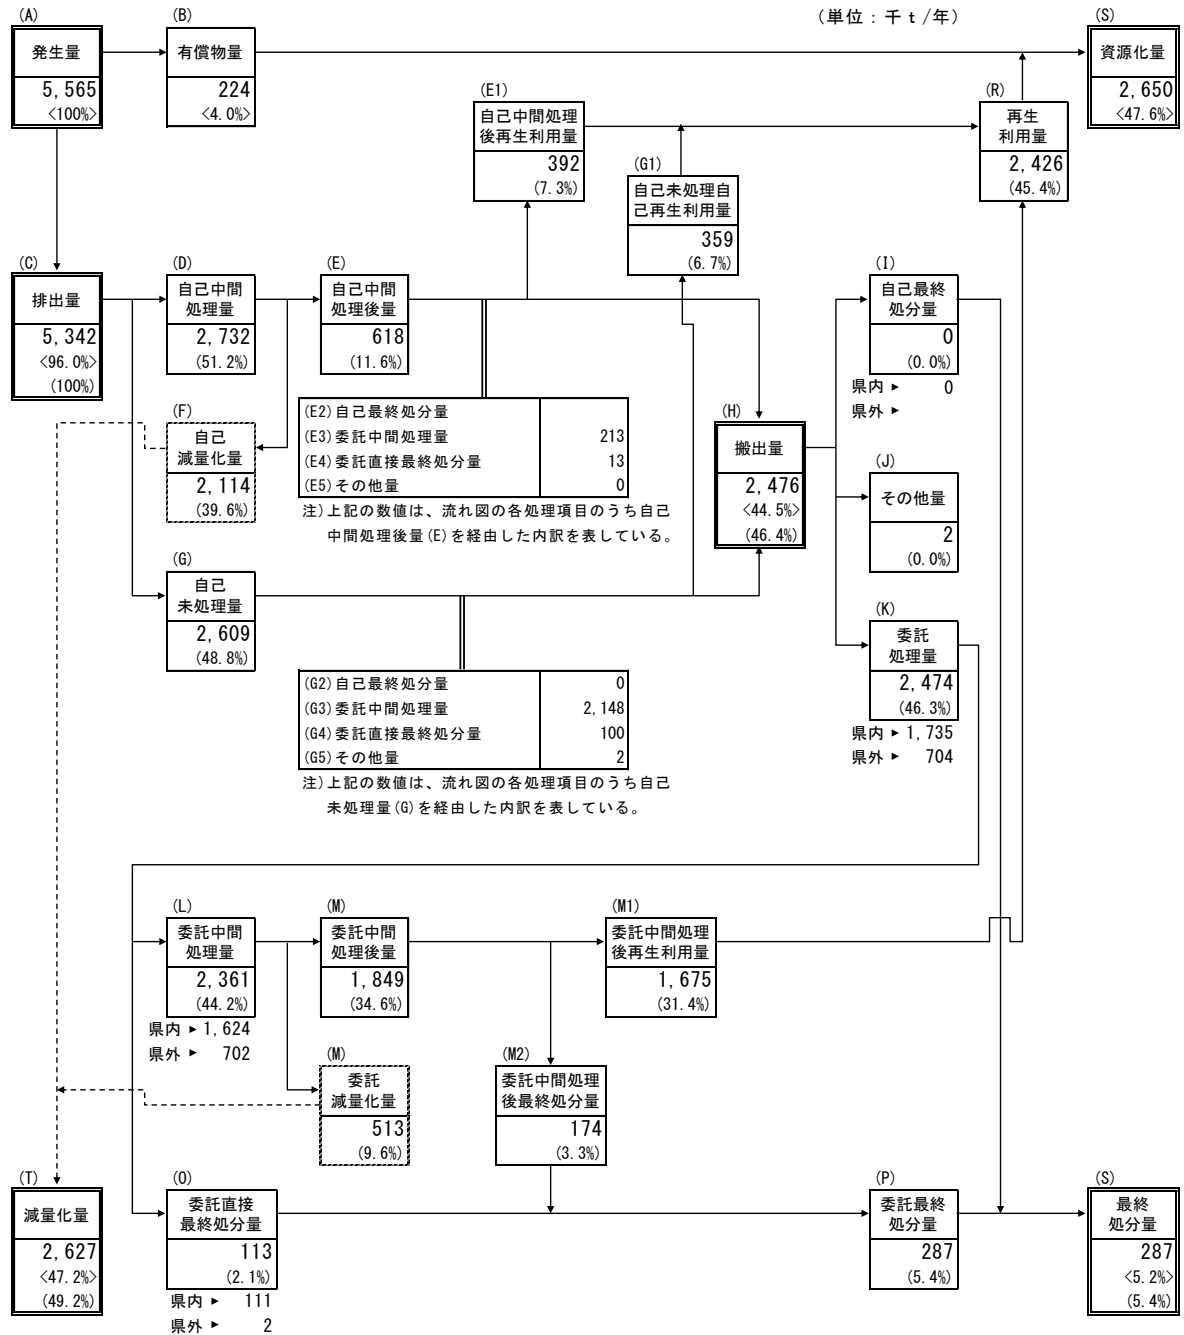 (A)
発生量
5,565
<100%>
(B)
有償物量
224
<4.0%>
(単位:千t/年)
(S)
資源化量
2,650
<47.6%>
(E1)
自己中間処理
後再生利用量
392
(7.3%)
(G1)
自己未処理自
己再生利用量
359
(6.7%)
(R)
再生
利用量
2,426
(45.4%)
(C)
排出量
5,342
<96.0%>
(100%)
(D)
自己中間
処理量
2,732
(51.2%)
(E)
自己中間
処理後量
618
(11.6%)
(I)
自己最終
処分量
0
(0.0%)
県内▶ 0
県外▶
(F)
自己
減量化量
2,114
(39.6%)
(E2)自己最終処分量
(E3)委託中間処理量 213
(E4)委託直接最終処分量 13
(E5)その他量 0
注)上記の数値は、流れ図の各処理項目のうち自己
中間処理後量(E)を経由した内訳を表している。
(H)
搬出量
2,476
<44.5%>
(46.4%)
(J)
その他量
2
(0.0%)
(G)
自己
未処理量
2,609
(48.8%)
(K)
委託
処理量
2,474
(46.3%)
県内▶1,735
県外▶ 704
(G2)自己最終処分量 0
(G3)委託中間処理量 2,148
(G4)委託直接最終処分量 100
(G5)その他量 2
注)上記の数値は、流れ図の各処理項目のうち自己
未処理量(G)を経由した内訳を表している。
(L)
委託中間
処理量
2,361
(44.2%)
県内▶1,624
県外▶ 702
(M)
委託中間
処理後量
1,849
(34.6%)
(M1)
委託中間処理
後再生利用量
1,675
(31.4%)
(M)
委託
減量化量
513
(9.6%)
(M2)
委託中間処理
後最終処分量
174
(3.3%)
(T)
減量化量
2,627
<47.2%>
(49.2%)
(O)
委託直接
最終処分量
113
(2.1%)
県内▶ 111
県外▶ 2
(P)
委託最終
処分量
287
(5.4%)
(S)
最終
処分量
287
<5.2%>
(5.4%)